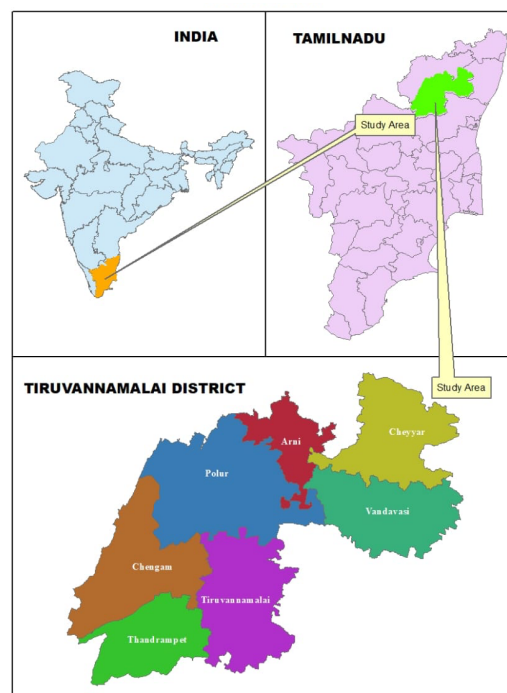 INDIA
TAMILNADU
Study Area
TIRUVANNAMALAI DISTRICT
Study Area
Arni
Cheyyar
Polur
Vandavasi
Chengam
Tiruvannamalai
Thandrampet